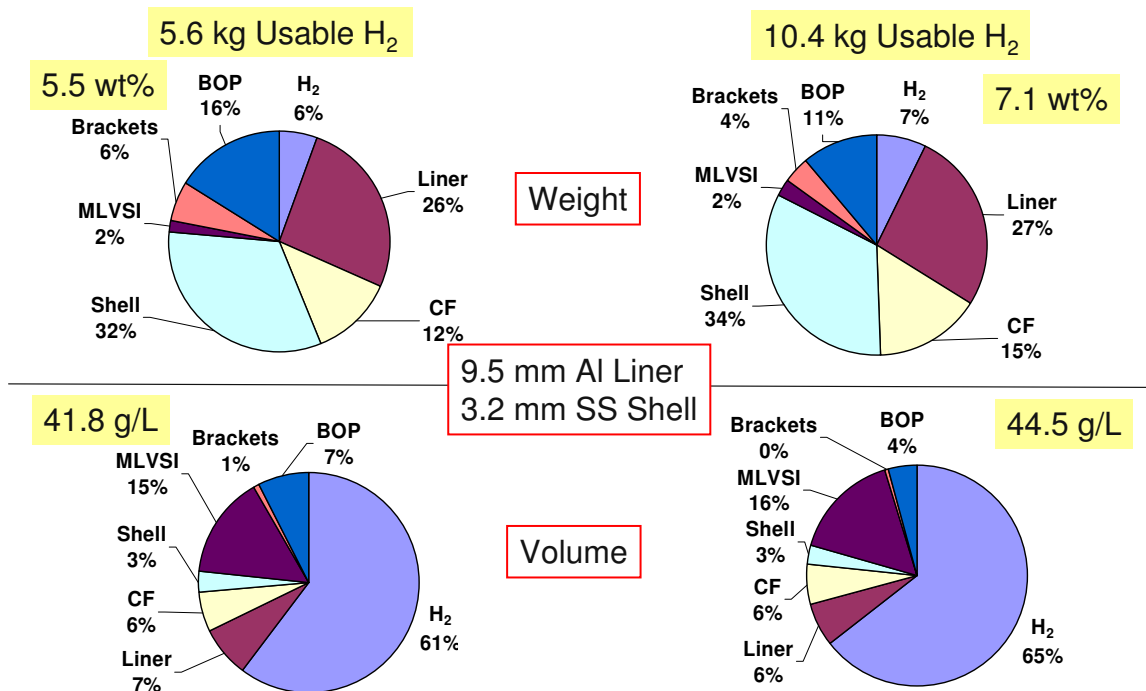 5.6 kg Usable H₂
10.4 kg Usable H₂
5.5 wt%
7.1 wt%
BOP
16%
H₂
6%
Brackets
6%
MLVSI
2%
Liner
26%
Shell
32%
CF
12%
Weight
BOP
11%
H₂
7%
Brackets
4%
MLVSI
2%
Liner
27%
Shell
34%
CF
15%
9.5 mm Al Liner
3.2 mm SS Shell
41.8 g/L
44.5 g/L
Brackets
1%
BOP
7%
MLVSI
15%
Shell
3%
CF
6%
Liner
7%
H₂
61%
Volume
Brackets
0%
BOP
4%
MLVSI
16%
Shell
3%
CF
6%
Liner
6%
H₂
65%